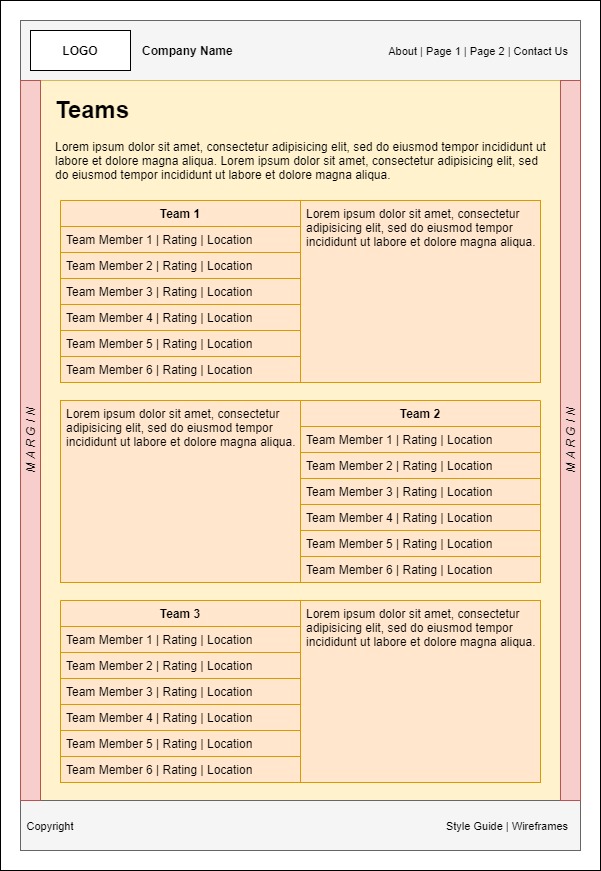 LOGO
Company Name
About | Page 1 | Page 2 | Contact Us
Teams
Lorem ipsum dolor sit amet, consectetur adipisicing elit, sed do eiusmod tempor incididunt ut
labore et dolore magna aliqua. Lorem ipsum dolor sit amet, consectetur adipisicing elit, sed
do eiusmod tempor incididunt ut labore et dolore magna aliqua.
Team 1
Team Member 1 | Rating | Location
Team Member 2 | Rating | Location
Team Member 3 | Rating | Location
Team Member 4 | Rating | Location
Team Member 5 | Rating | Location
Team Member 6 | Rating | Location
Lorem ipsum dolor sit amet, consectetur
adipisicing elit, sed do eiusmod tempor
incididunt ut labore et dolore magna aliqua.
Lorem ipsum dolor sit amet, consectetur
adipisicing elit, sed do eiusmod tempor
incididunt ut labore et dolore magna aliqua.
Team 2
Team Member 1 | Rating | Location
Team Member 2 | Rating | Location
Team Member 3 | Rating | Location
Team Member 4 | Rating | Location
Team Member 5 | Rating | Location
Team Member 6 | Rating | Location
Team 3
Team Member 1 | Rating | Location
Team Member 2 | Rating | Location
Team Member 3 | Rating | Location
Team Member 4 | Rating | Location
Team Member 5 | Rating | Location
Team Member 6 | Rating | Location
Lorem ipsum dolor sit amet, consectetur
adipisicing elit, sed do eiusmod tempor
incididunt ut labore et dolore magna aliqua.
MARGIN
MARGIN
Copyright
Style Guide | Wireframes